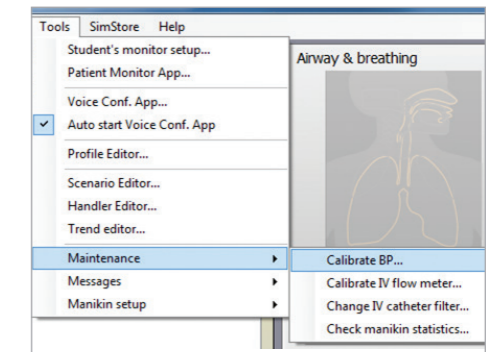 Tools SimStore Help
Student's monitor setup...
Patient Monitor App...
Voice Conf. App...
Auto start Voice Conf. App
Profile Editor...
Scenario Editor...
Handler Editor...
Trend editor...
Maintenance
Messages
Manikin setup
Airway & breathing
Calibrate BP...
Calibrate IV flow meter...
Change IV catheter filter...
Check manikin statistics...